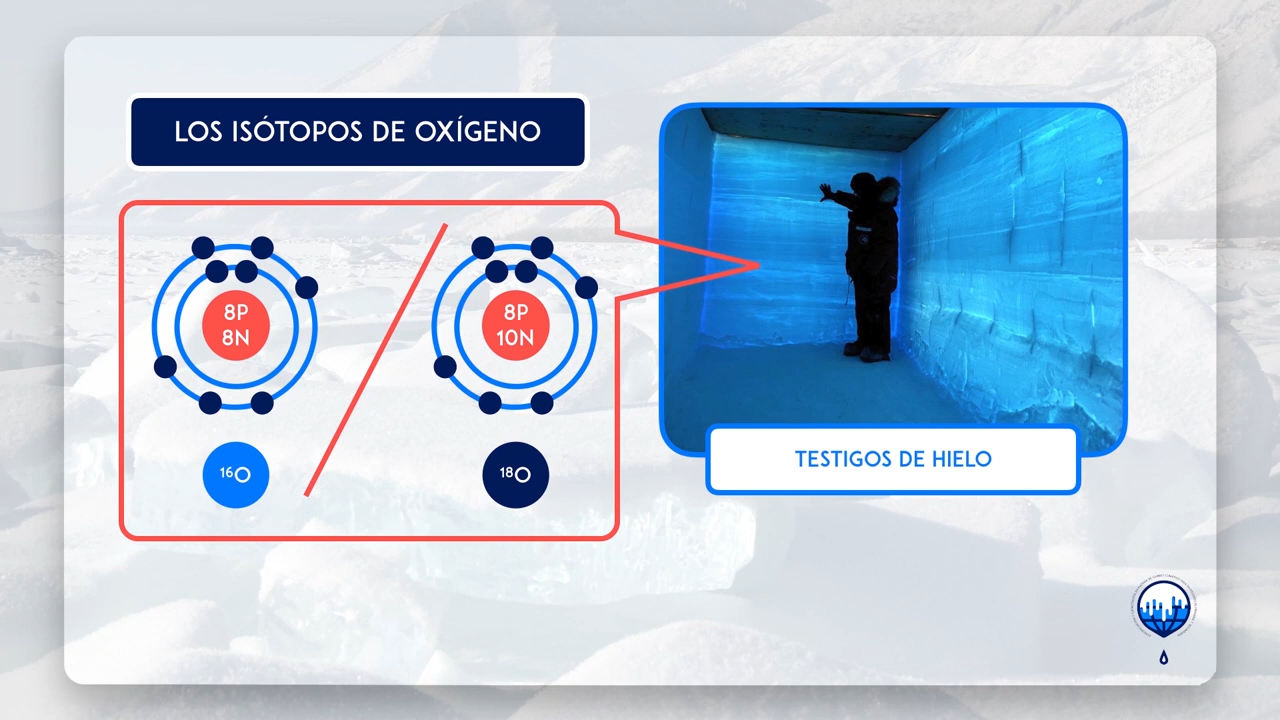 LOS ISÓTOPOS DE OXÍGENO
8P
8N
8P
10N
¹⁶O
¹⁸O
TESTIGOS DE HIELO